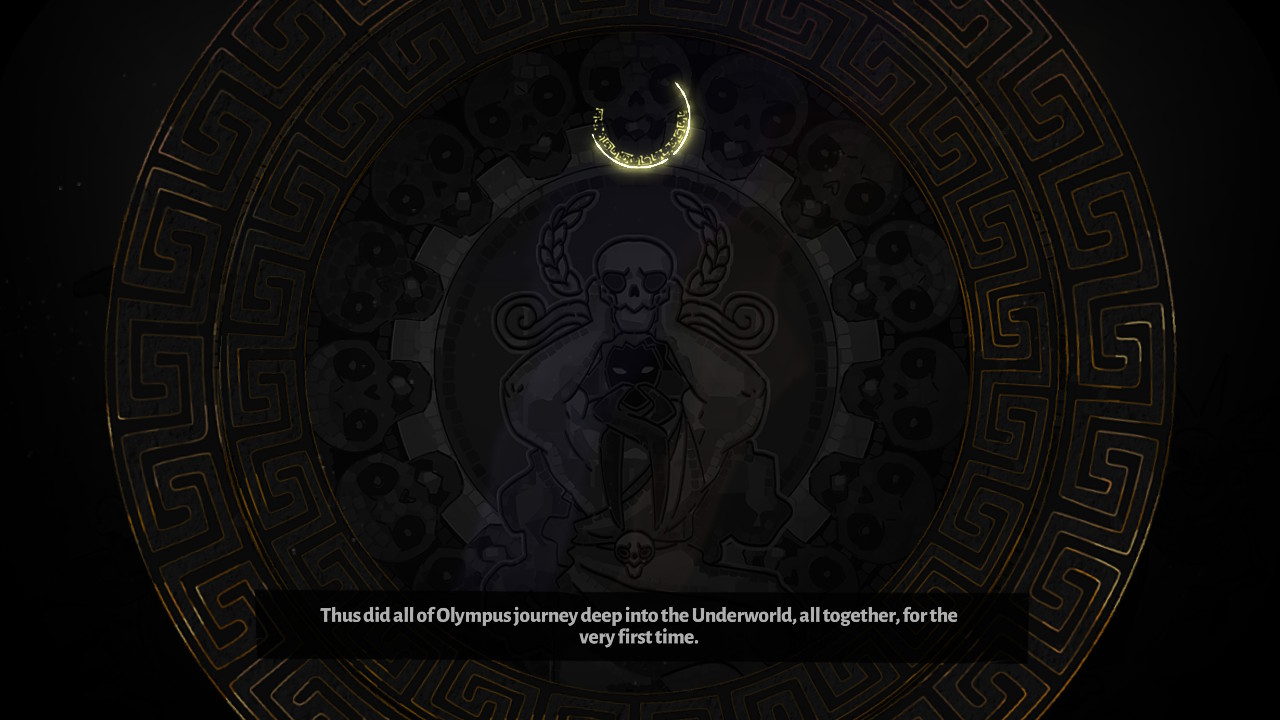 Thus did all of Olympus journey deep into the Underworld, all together, for the
very first time.